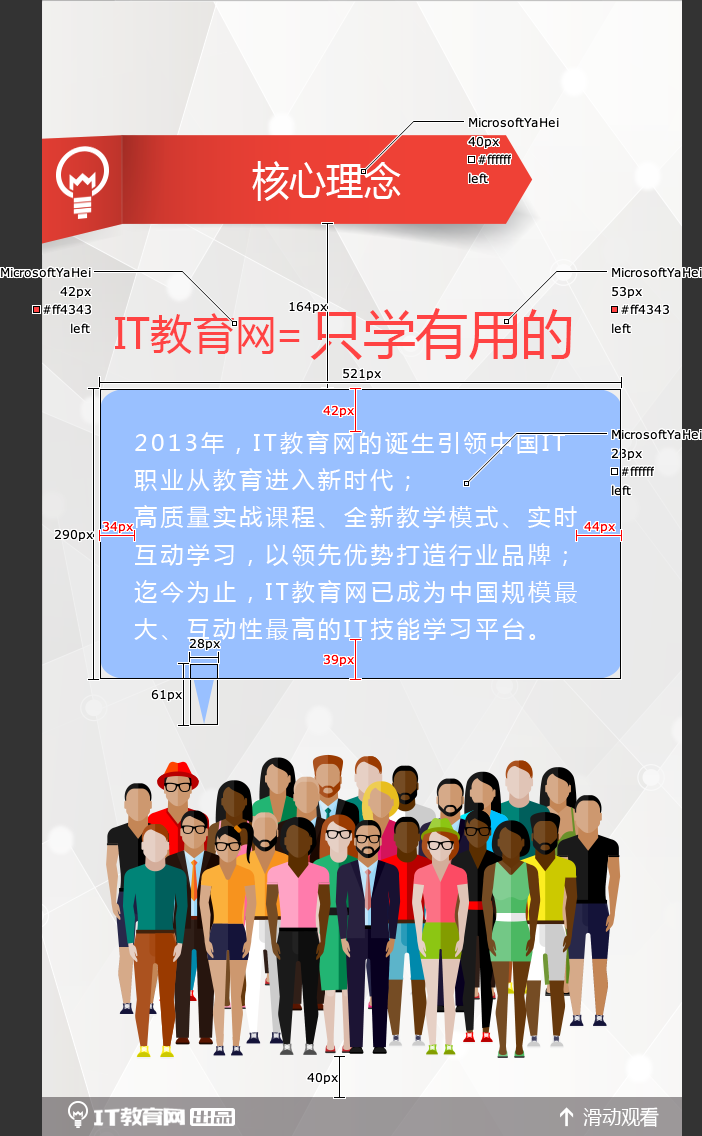 MicrosoftYaHei
40px
#ffffff
left
核心理念
MicrosoftYaHei
42px
#ff4343
left
164px
MicrosoftYaHei
53px
#ff4343
left
IT教育网=只学有用的
521px
42px
2013年，IT教育网的诞生引领中国IT
职业从教育进入新时代；
高质量实战课程、全新教学模式、实时
互动学习，以领先优势打造行业品牌；
迄今为止，IT教育网已成为中国规模最
大、互动性最高的IT技能学习平台。
MicrosoftYaHei
23px
#ffffff
left
34px
44px
290px
28px
39px
61px
40px
IT教育网 出品
滑动观看